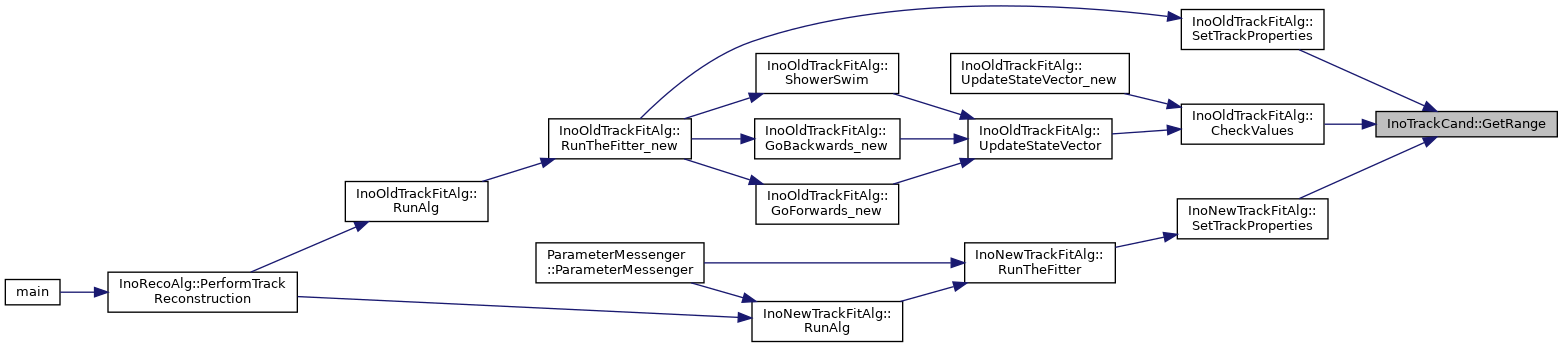 InoOldTrackFitAlg::
SetTrackProperties
InoOldTrackFitAlg::
ShowerSwim
InoOldTrackFitAlg::
UpdateStateVector_new
InoOldTrackFitAlg::
CheckValues
InoTrackCand::GetRange
InoOldTrackFitAlg::
RunTheFitter_new
InoOldTrackFitAlg::
GoBackwards_new
InoOldTrackFitAlg::
UpdateStateVector
InoOldTrackFitAlg::
RunAlg
InoOldTrackFitAlg::
GoForwards_new
InoNewTrackFitAlg::
SetTrackProperties
ParameterMessenger
::ParameterMessenger
InoNewTrackFitAlg::
RunTheFitter
main
InoRecoAlg::PerformTrack
Reconstruction
InoNewTrackFitAlg::
RunAlg